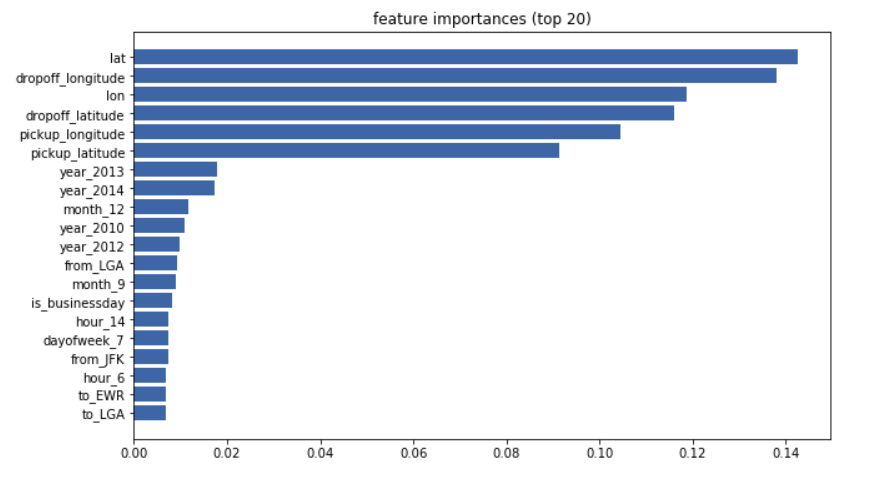 feature importances (top 20)
lat
dropoff_longitude
lon
dropoff_latitude
pickup_longitude
pickup_latitude
year_2013
year_2014
month_12
year_2010
year_2012
from_LGA
month_9
is_businessday
hour_14
dayofweek_7
from_JFK
hour_6
to_EWR
to_LGA
0.00 0.02 0.04 0.06 0.08 0.10 0.12 0.14